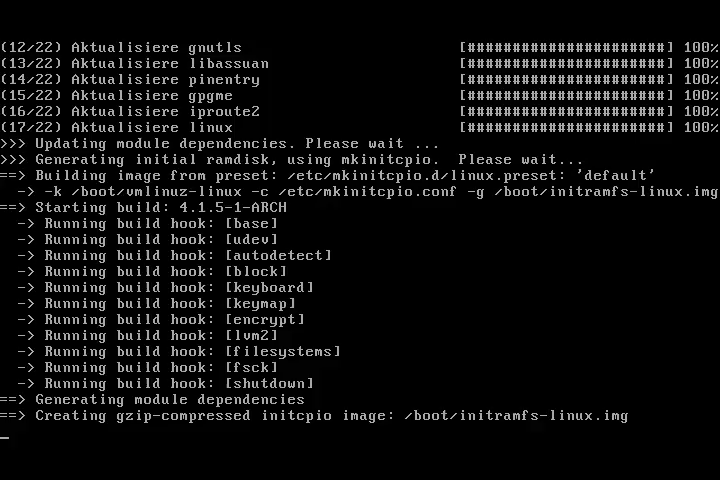 (12/22) Aktualisiere gnutls [######################] 100%
(13/22) Aktualisiere libassuan [######################] 100%
(14/22) Aktualisiere pinentry [######################] 100%
(15/22) Aktualisiere gpgme [######################] 100%
(16/22) Aktualisiere iproute2 [######################] 100%
(17/22) Aktualisiere linux [######################] 100%
>>> Updating module dependencies. Please wait ...
>>> Generating initial ramdisk, using mkinitcpio.  Please wait...
==> Building image from preset: /etc/mkinitcpio.d/linux.preset: 'default'
  -> -k /boot/vmlinuz-linux -c /etc/mkinitcpio.conf -g /boot/initramfs-linux.img
==> Starting build: 4.1.5-1-ARCH
  -> Running build hook: [base]
  -> Running build hook: [udev]
  -> Running build hook: [autodetect]
  -> Running build hook: [block]
  -> Running build hook: [keyboard]
  -> Running build hook: [keymap]
  -> Running build hook: [encrypt]
  -> Running build hook: [lvm2]
  -> Running build hook: [filesystems]
  -> Running build hook: [fsck]
  -> Running build hook: [shutdown]
==> Generating module dependencies
==> Creating gzip-compressed initcpio image: /boot/initramfs-linux.img